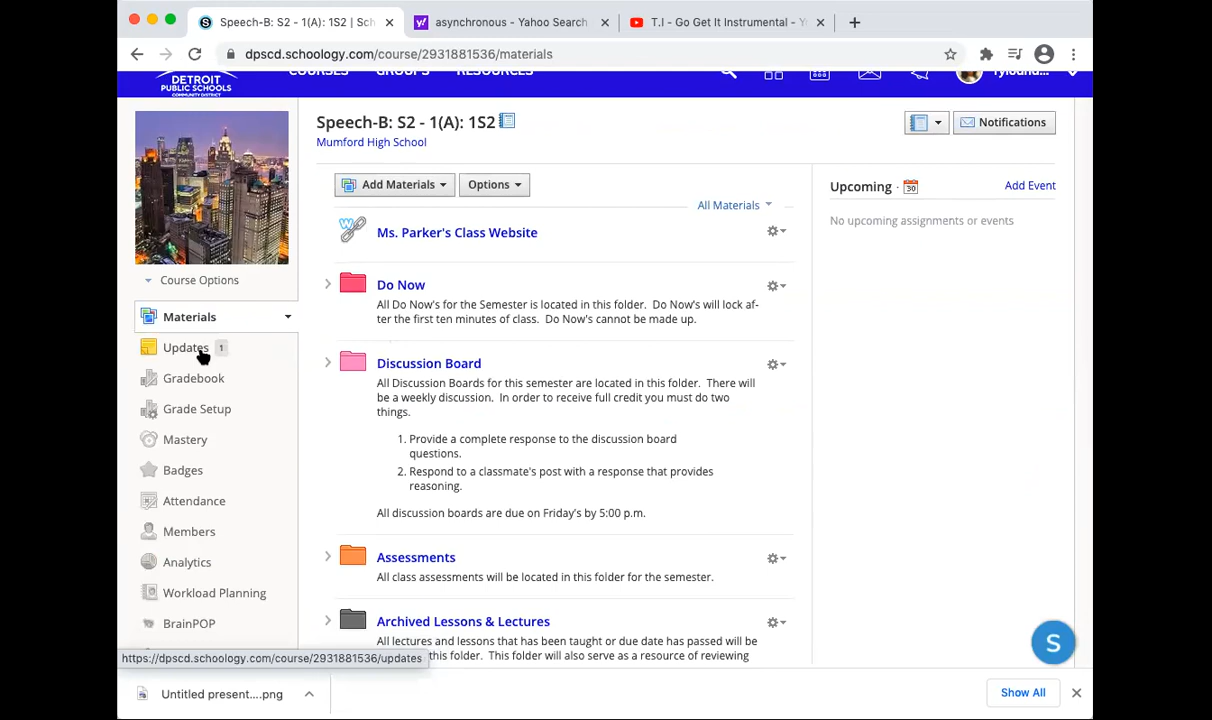 Speech-B: S2 - 1(A): 1S2 | Sch
asynchronous - Yahoo Search
T.I - Go Get It Instrumental - Y
dpscd.schoology.com/course/2931881536/materials
COURSES GROUPS RESOURCES
DETROIT
PUBLIC SCHOOLS
COMMUNITY DISTRICT
Speech-B: S2 - 1(A): 1S2
Mumford High School
Notifications
Add Materials
Options
All Materials
Upcoming · 30
Add Event
No upcoming assignments or events
Course Options
Materials
Updates 1
Gradebook
Grade Setup
Mastery
Badges
Attendance
Members
Analytics
Workload Planning
BrainPOP
Ms. Parker's Class Website
Do Now
All Do Now's for the Semester is located in this folder. Do Now's will lock af-
ter the first ten minutes of class. Do Now's cannot be made up.
Discussion Board
All Discussion Boards for this semester are located in this folder. There will
be a weekly discussion. In order to receive full credit you must do two
things.
1. Provide a complete response to the discussion board
questions.
2. Respond to a classmate's post with a response that provides
reasoning.
All discussion boards are due on Friday's by 5:00 p.m.
Assessments
All class assessments will be located in this folder for the semester.
Archived Lessons & Lectures
All lectures and lessons that has been taught or due date has passed will be
this folder. This folder will also serve as a resource of reviewing
S
https://dpscd.schoology.com/course/2931881536/updates
Untitled present....png
Show All